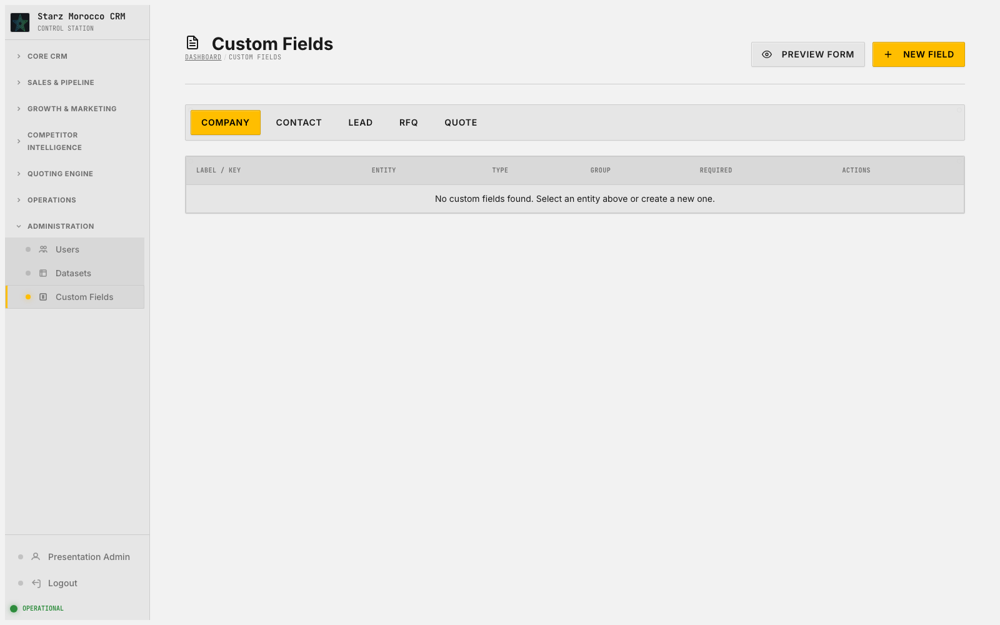 Starz Morocco CRM
CONTROL STATION
CORE CRM
SALES & PIPELINE
GROWTH & MARKETING
COMPETITOR
INTELLIGENCE
QUOTING ENGINE
OPERATIONS
ADMINISTRATION
Users
Datasets
Custom Fields
Presentation Admin
Logout
OPERATIONAL
Custom Fields
DASHBOARD / CUSTOM FIELDS
PREVIEW FORM
NEW FIELD
COMPANY CONTACT LEAD RFQ QUOTE
LABEL / KEY ENTITY TYPE GROUP REQUIRED ACTIONS
No custom fields found. Select an entity above or create a new one.